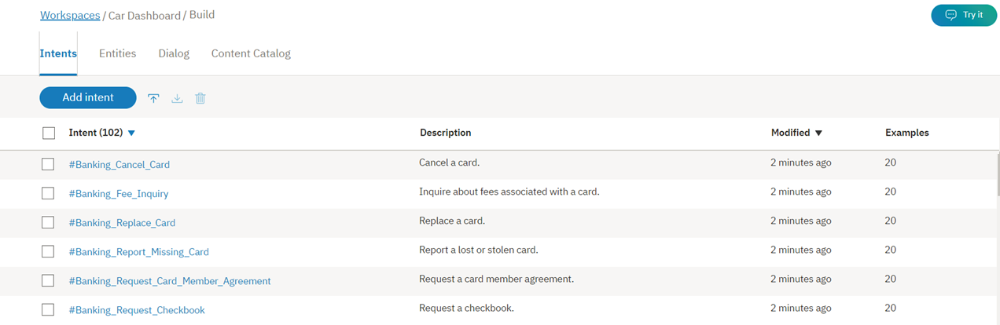 Workspaces / Car Dashboard / Build
Try it
Intents Entities Dialog Content Catalog
Add intent
Intent (102) Description Modified Examples
#Banking_Cancel_Card Cancel a card. 2 minutes ago 20
#Banking_Fee_Inquiry Inquire about fees associated with a card. 2 minutes ago 20
#Banking_Replace_Card Replace a card. 2 minutes ago 20
#Banking_Report_Missing_Card Report a lost or stolen card. 2 minutes ago 20
#Banking_Request_Card_Member_Agreement Request a card member agreement. 2 minutes ago 20
#Banking_Request_Checkbook Request a checkbook. 2 minutes ago 20